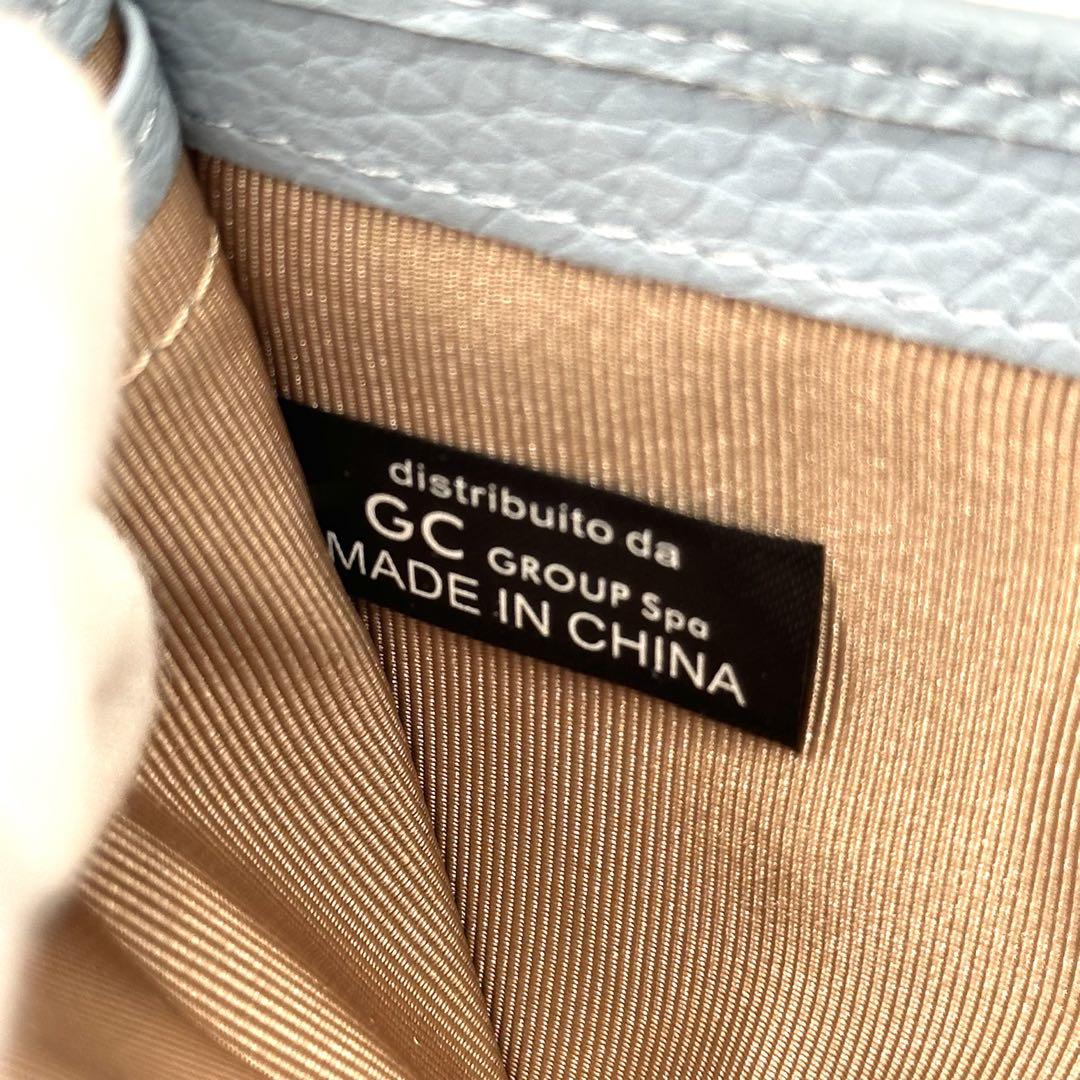 distribuito da
GC GROUP Spa
MADE IN CHINA